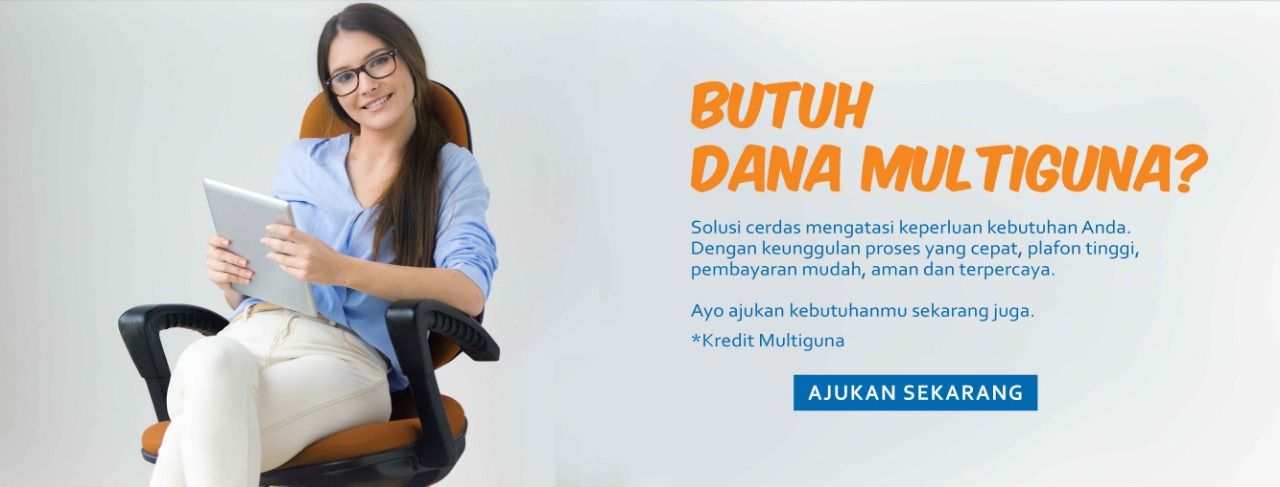 BUTUH
DANA MULTIGUNA?
Solusi cerdas mengatasi keperluan kebutuhan Anda.
Dengan keunggulan proses yang cepat, plafon tinggi,
pembayaran mudah, aman dan terpercaya.
Ayo ajukan kebutuhanmu sekarang juga.
*Kredit Multiguna
AJUKAN SEKARANG